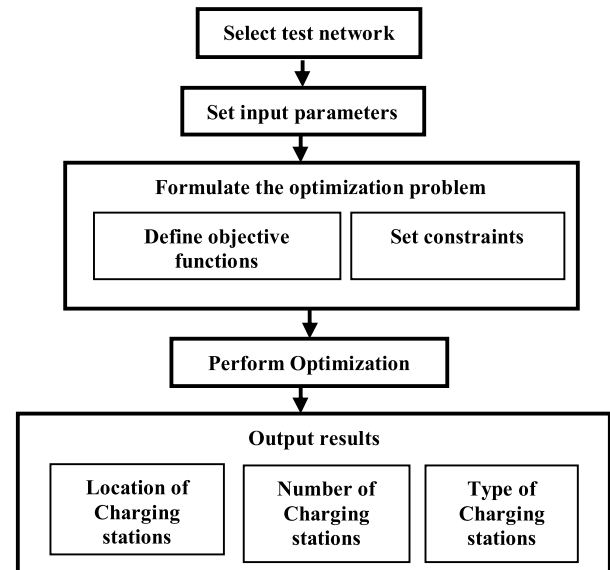 Select test network
Set input parameters
Formulate the optimization problem
Define objective
functions
Set constraints
Perform Optimization
Output results
Location of
Charging
stations
Number of
Charging
stations
Type of
Charging
stations